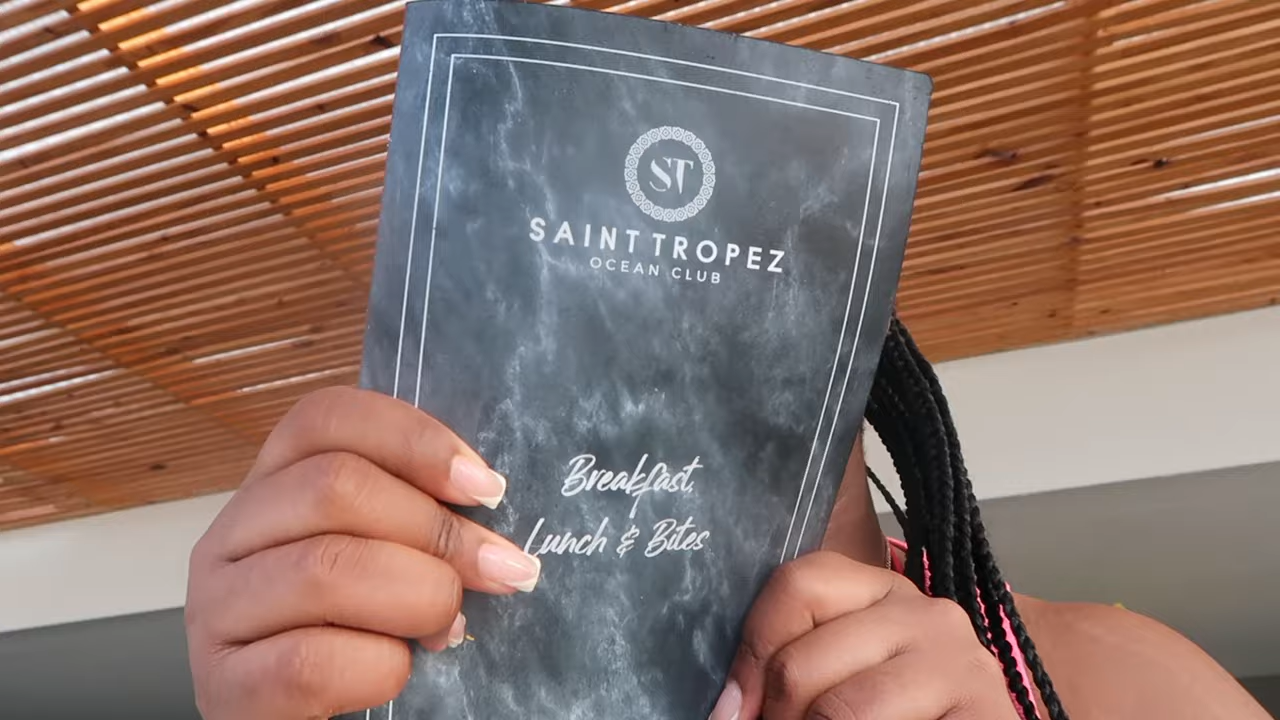 ST
SAINT TROPEZ
OCEAN CLUB
Breakfast,
Lunch & Bites